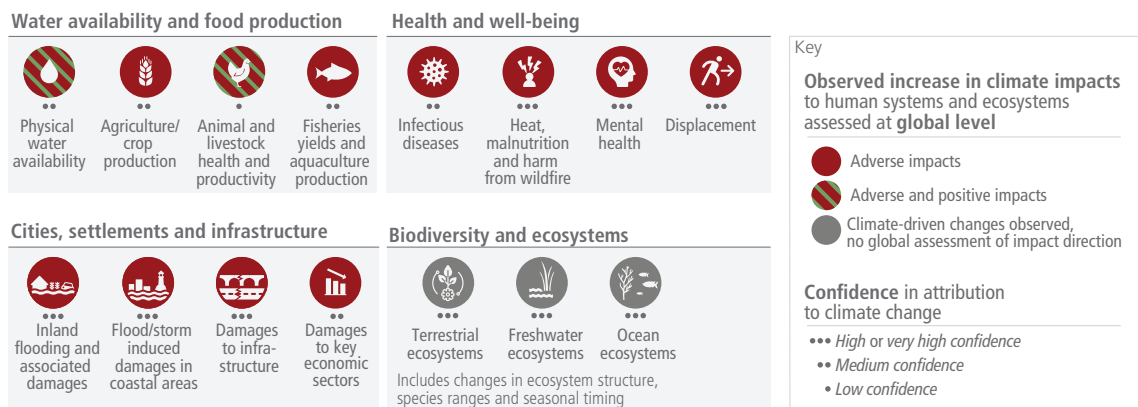 Water availability and food production
Physical
water
availability
Agriculture/
crop
production
Animal and
livestock
health and
productivity
Fisheries
yields and
aquaculture
production
Health and well-being
Infectious
diseases
Heat,
malnutrition
and harm
from wildfire
Mental
health
Displacement
Cities, settlements and infrastructure
Inland
flooding and
associated
damages
Flood/storm
induced
damages in
coastal areas
Damages
to infra-
structure
Damages
to key
economic
sectors
Biodiversity and ecosystems
Terrestrial
ecosystems
Freshwater
ecosystems
Ocean
ecosystems
Includes changes in ecosystem structure,
species ranges and seasonal timing
Key
Observed increase in climate impacts
to human systems and ecosystems
assessed at global level
Adverse impacts
Adverse and positive impacts
Climate-driven changes observed,
no global assessment of impact direction
Confidence in attribution
to climate change
••• High or very high confidence
•• Medium confidence
• Low confidence